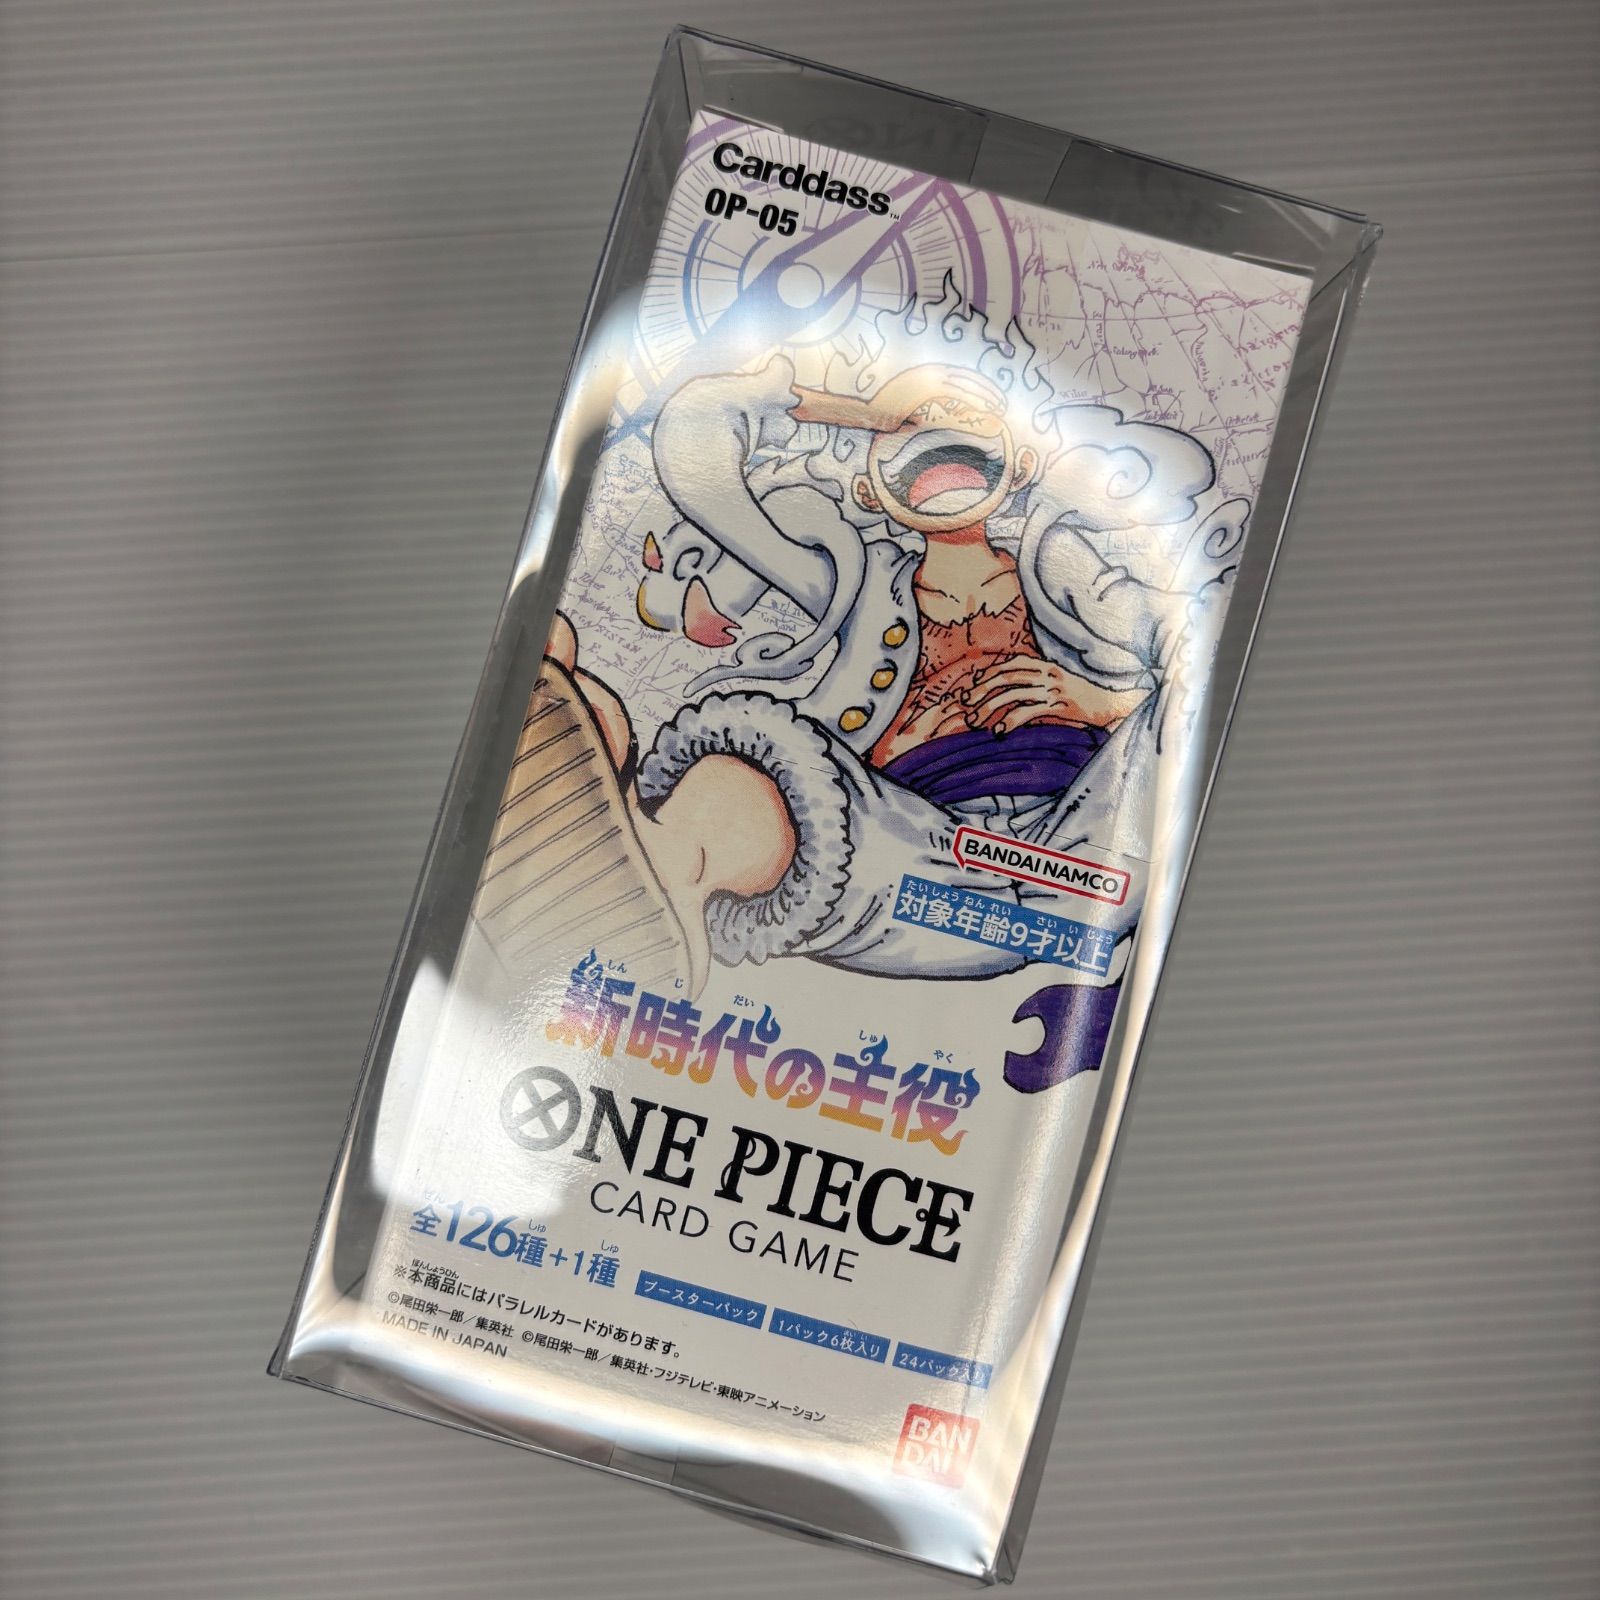 Carddass™
OP-05
BANDAI NAMCO
対象年齢9才以上
新時代の主役
ONE PIECE
CARD GAME
全126種+1種
ブースターパック 1パック6枚入り 24パック入り
※本商品にはパラレルカードがあります。
©尾田栄一郎／集英社 ©尾田栄一郎／集英社・フジテレビ・東映アニメーション
MADE IN JAPAN
BAN
DAI